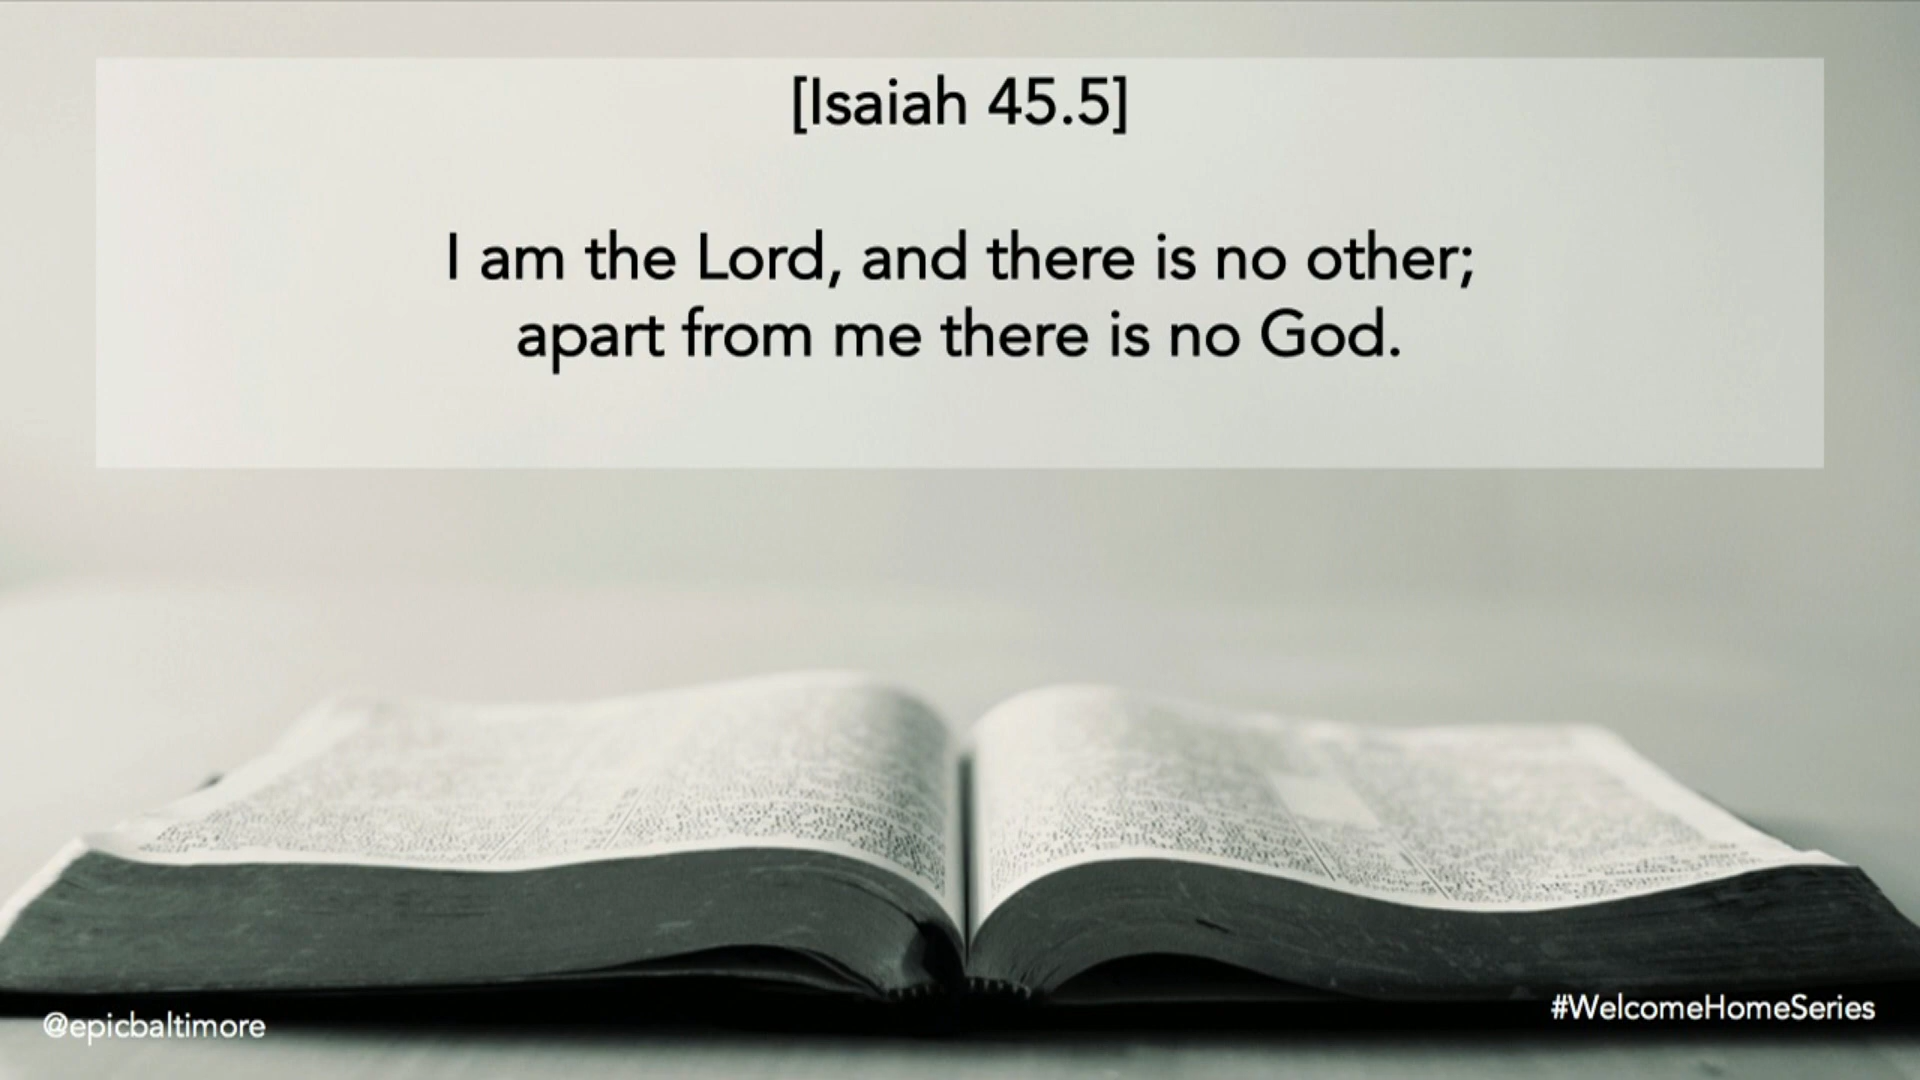 [Isaiah 45.5]
I am the Lord, and there is no other;
apart from me there is no God.
@epicbaltimore
#WelcomeHomeSeries